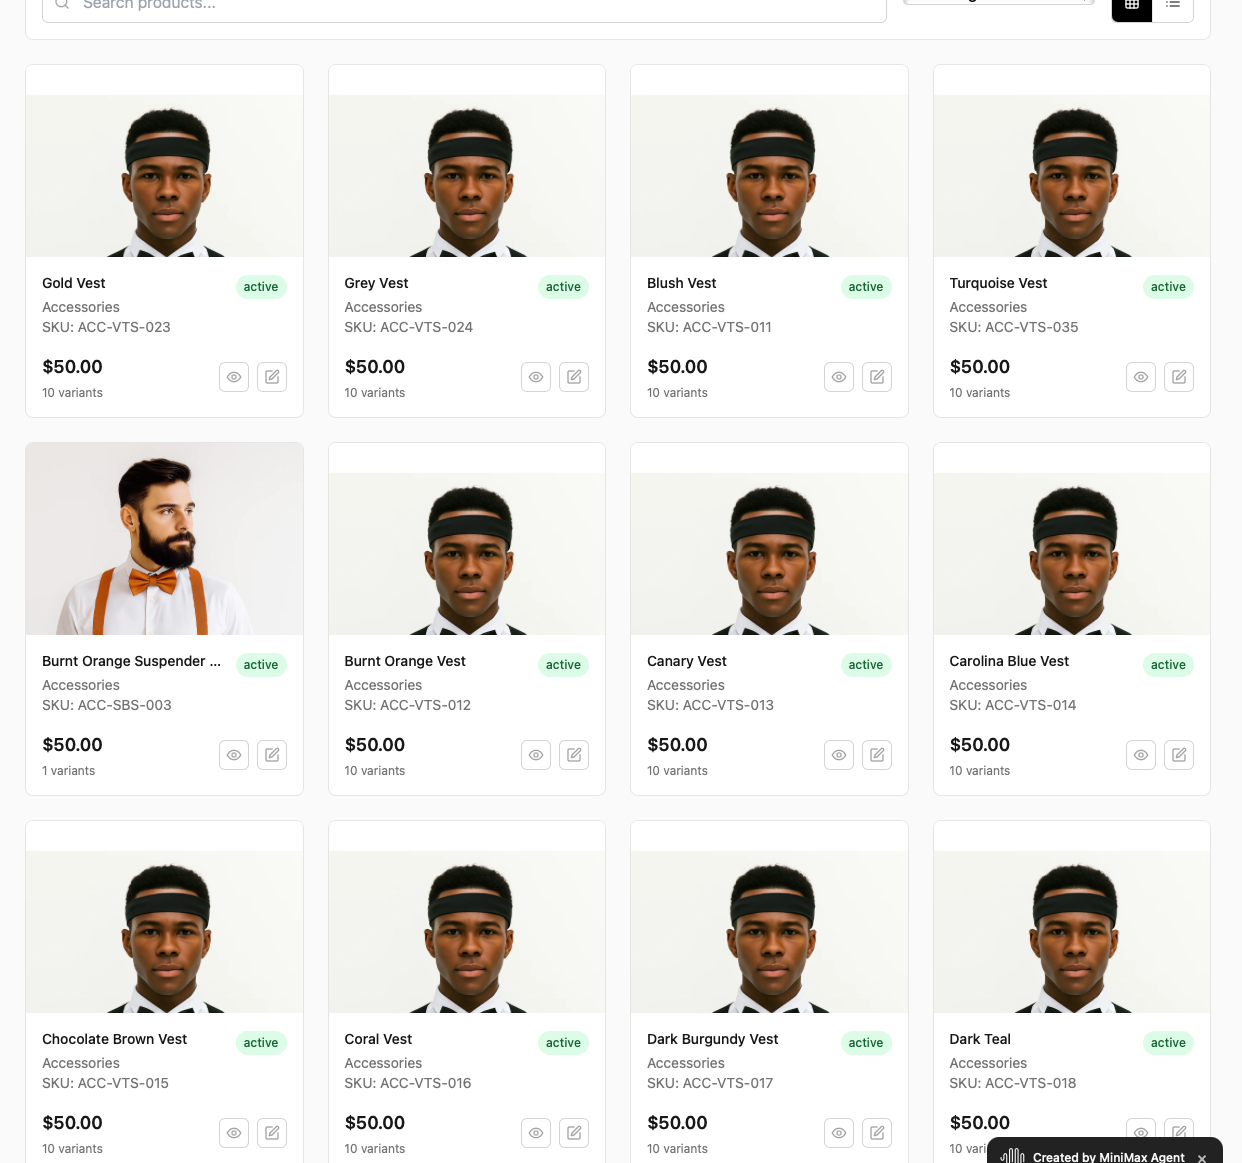 Search products...
Gold Vest
active
Accessories
SKU: ACC-VTS-023
$50.00
10 variants
Grey Vest
active
Accessories
SKU: ACC-VTS-024
$50.00
10 variants
Blush Vest
active
Accessories
SKU: ACC-VTS-011
$50.00
10 variants
Turquoise Vest
active
Accessories
SKU: ACC-VTS-035
$50.00
10 variants
Burnt Orange Suspender ...
active
Accessories
SKU: ACC-SBS-003
$50.00
1 variants
Burnt Orange Vest
active
Accessories
SKU: ACC-VTS-012
$50.00
10 variants
Canary Vest
active
Accessories
SKU: ACC-VTS-013
$50.00
10 variants
Carolina Blue Vest
active
Accessories
SKU: ACC-VTS-014
$50.00
10 variants
Chocolate Brown Vest
active
Accessories
SKU: ACC-VTS-015
$50.00
10 variants
Coral Vest
active
Accessories
SKU: ACC-VTS-016
$50.00
10 variants
Dark Burgundy Vest
active
Accessories
SKU: ACC-VTS-017
$50.00
10 variants
Dark Teal
active
Accessories
SKU: ACC-VTS-018
$50.00
10
Created by MiniMax Agent